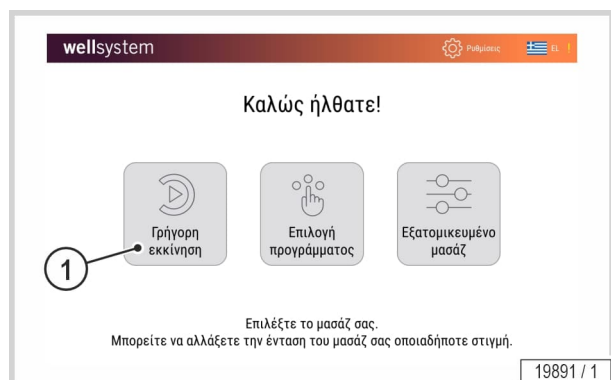 wellsystem
Ρυθμίσεις
EL !
Καλώς ήλθατε!
Γρήγορη
εκκίνηση
Επιλογή
προγράμματος
Εξατομικευμένο
μασάζ
1
Επιλέξτε το μασάζ σας.
Μπορείτε να αλλάξετε την ένταση του μασάζ σας οποιαδήποτε στιγμή.
19891 / 1